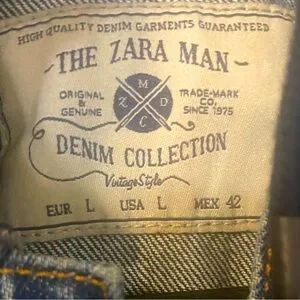 HIGH QUALITY DENIM GARMENTS GUARANTEED
- THE ZARA MAN -
ORIGINAL & GENUINE
M
Z D
C
TRADE-MARK CO. SINCE 1975
DENIM COLLECTION
Vintage Style
EUR L USA L MEX 42